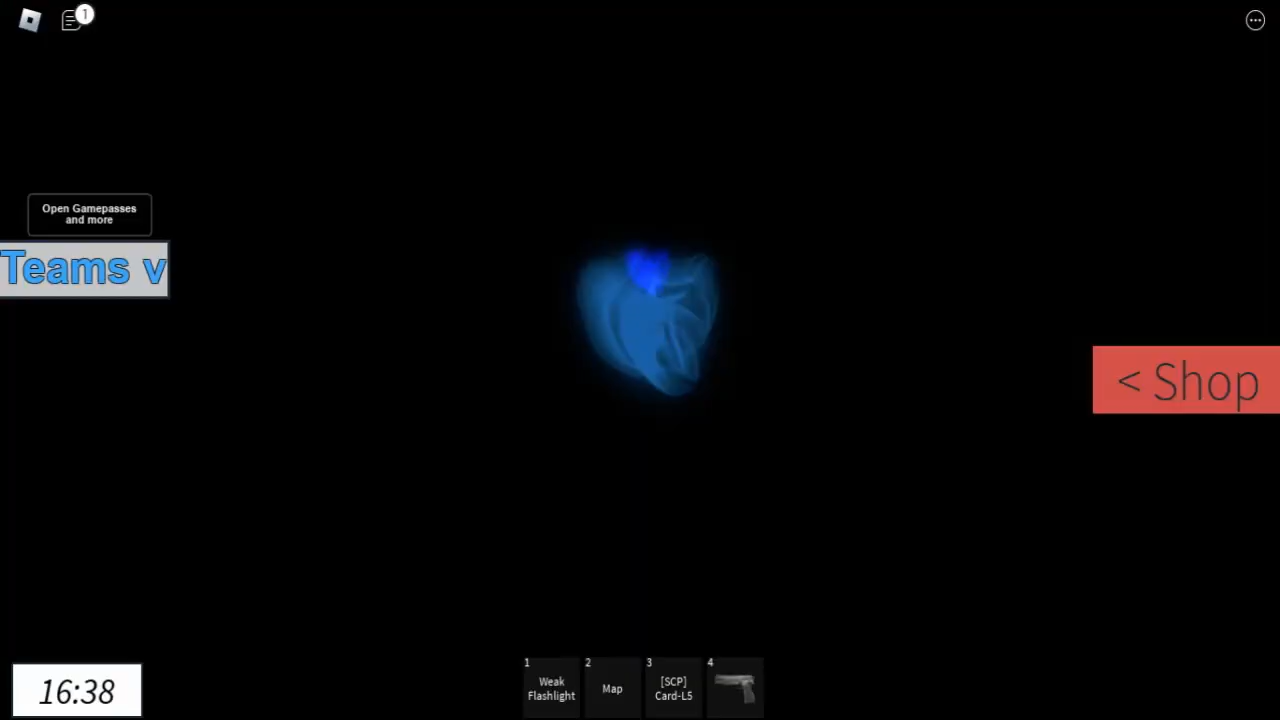 1
Open Gamepasses
and more
Teams v
< Shop
16:38
1
Weak
Flashlight
2
Map
3
[SCP]
Card-L5
4